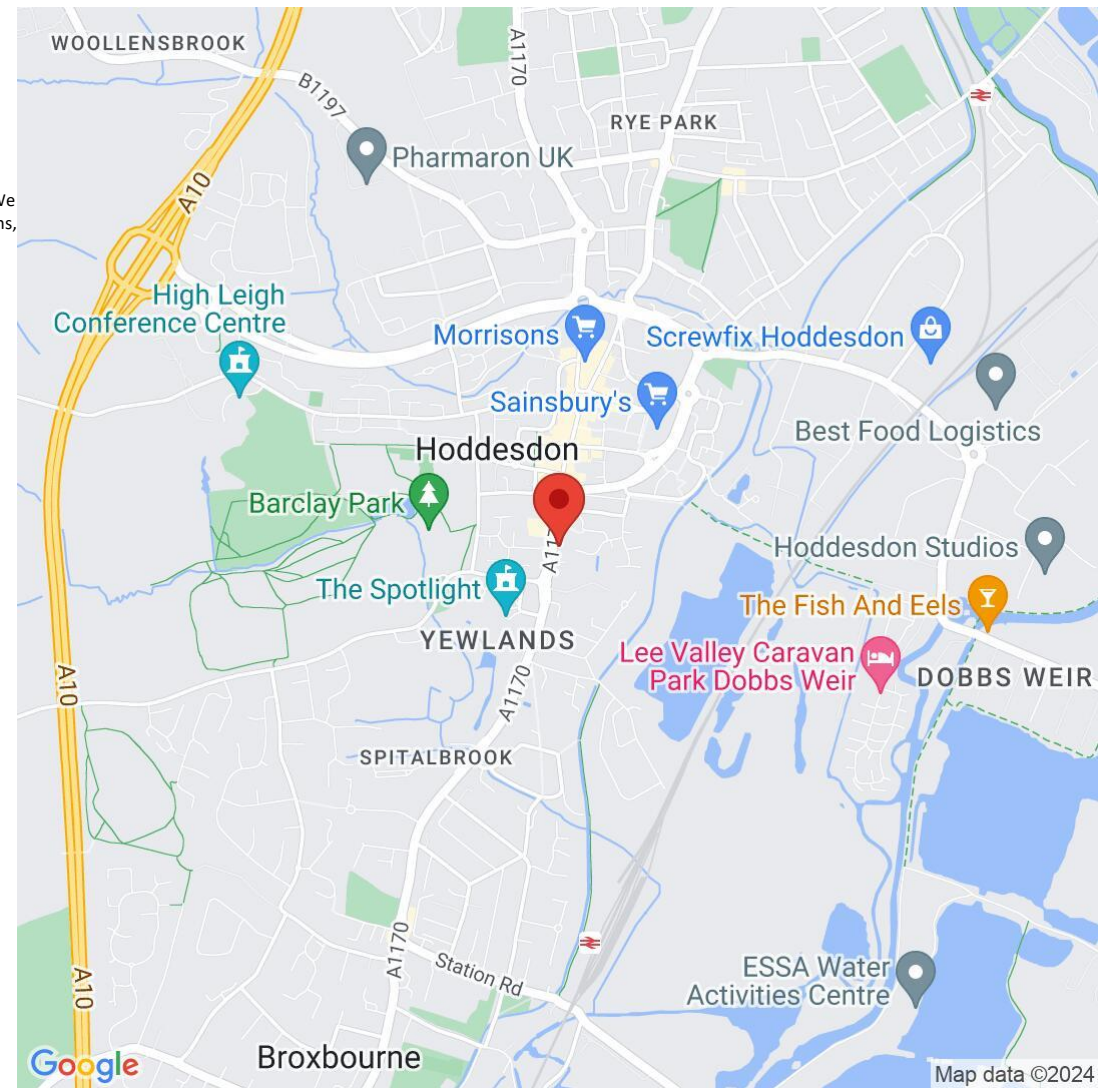 WOOLLENSBROOK
A1170
B1197
RYE PARK
Pharmaron UK
A10
ns,
High Leigh
Conference Centre
Morrisons
Screwfix Hoddesdon
Sainsbury's
Best Food Logistics
Hoddesdon
Barclay Park
Hoddesdon Studios
The Spotlight
The Fish And Eels
YEWLANDS
Lee Valley Caravan
Park Dobbs Weir
DOBBS WEIR
A10
A1170
SPITALBROOK
A1170
Station Rd
ESSA Water
Activities Centre
A10
Broxbourne
Google
Map data ©2024